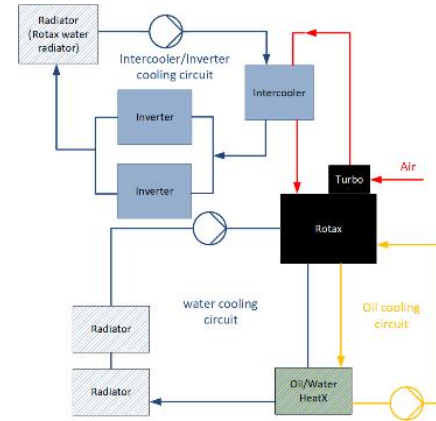 Radiator
(Rotax water
radiator)
Intercooler/Inverter
cooling circuit
Intercooler
Inverter
Inverter
Turbo
Air
Rotax
water cooling
circuit
Oil cooling
circuit
Radiator
Radiator
Oil/Water
HeatX